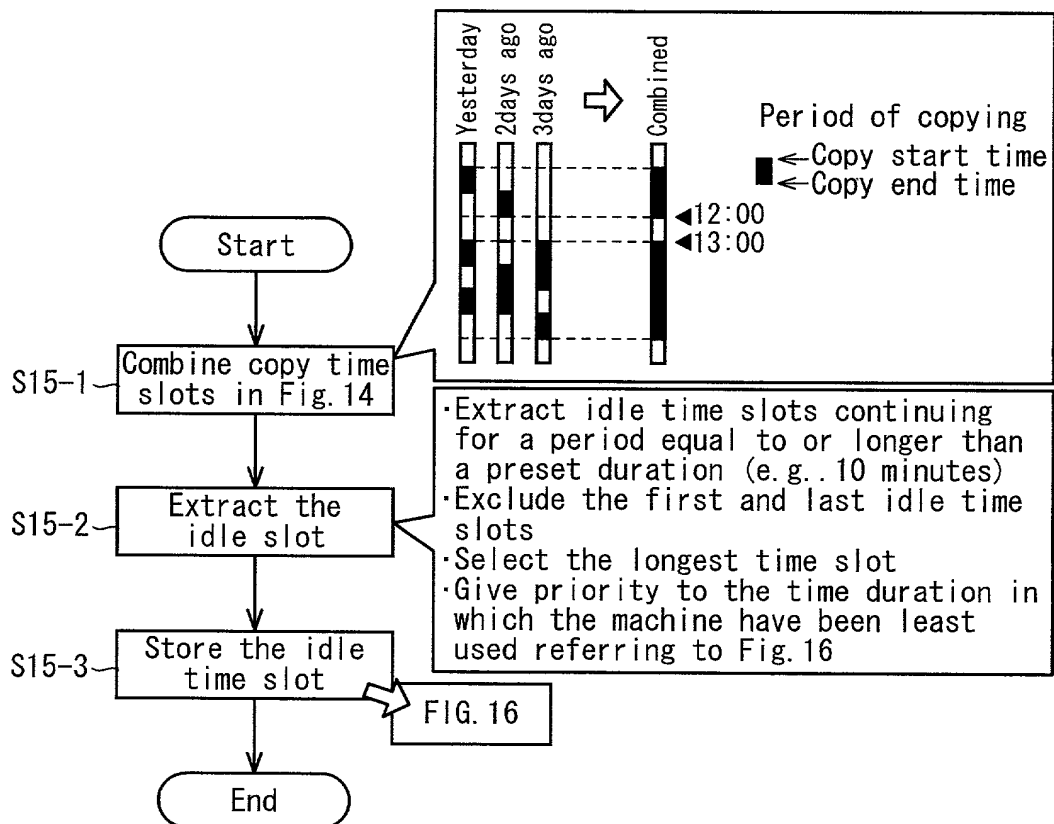 Yesterday
2days ago
3days ago
Combined
Period of copying
Copy start time
Copy end time
12:00
13:00
Start
S15-1
Combine copy time
slots in Fig.14
·Extract idle time slots continuing
for a period equal to or longer than
a preset duration (e.g..10 minutes)
·Exclude the first and last idle time
slots
·Select the longest time slot
·Give priority to the time duration in
which the machine have been least
used referring to Fig.16
S15-2
Extract the
idle slot
S15-3
Store the idle
time slot
FIG.16
End